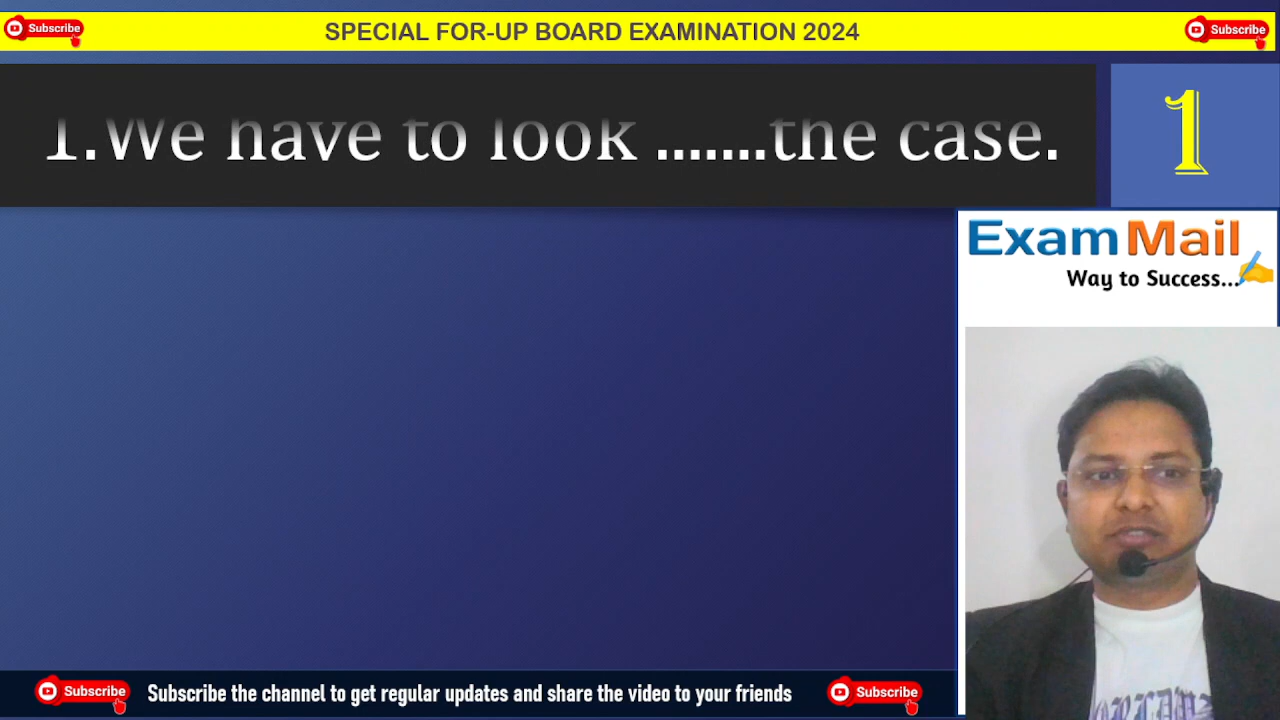 Subscribe
SPECIAL FOR-UP BOARD EXAMINATION 2024
Subscribe
1.We have to look .......the case.
1
ExamMail
Way to Success...
Subscribe
Subscribe the channel to get regular updates and share the video to your friends
Subscribe